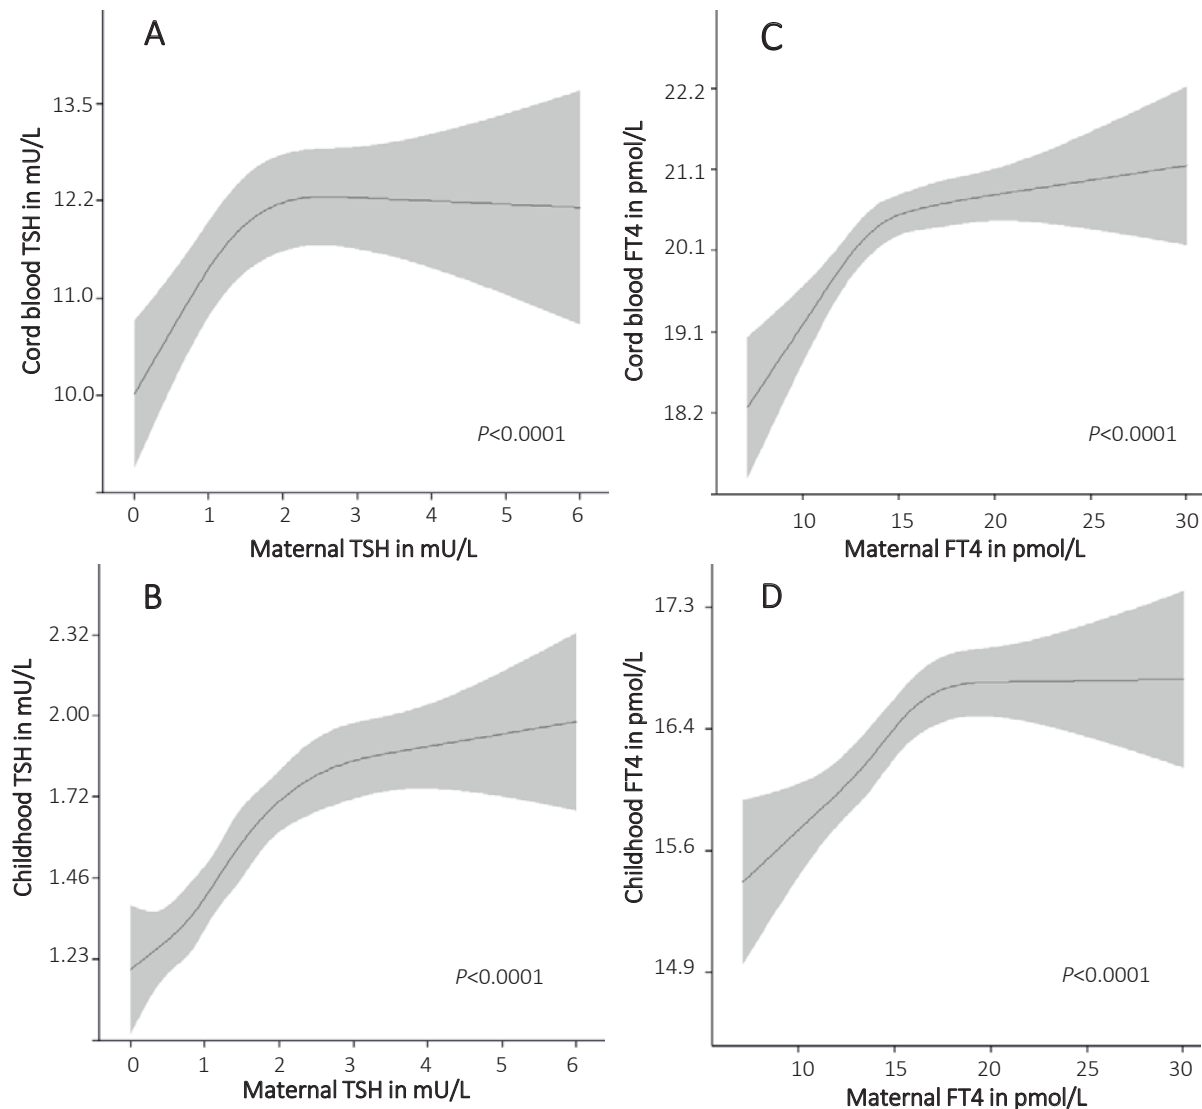 A
Cord blood TSH in mU/L
13.5
12.2
11.0
10.0
P<0.0001
0 1 2 3 4 5 6
Maternal TSH in mU/L
C
Cord blood FT4 in pmol/L
22.2
21.1
20.1
19.1
18.2
P<0.0001
10 15 20 25 30
Maternal FT4 in pmol/L
B
Childhood TSH in mU/L
2.32
2.00
1.72
1.46
1.23
P<0.0001
0 1 2 3 4 5 6
Maternal TSH in mU/L
D
Childhood FT4 in pmol/L
17.3
16.4
15.6
14.9
P<0.0001
10 15 20 25 30
Maternal FT4 in pmol/L